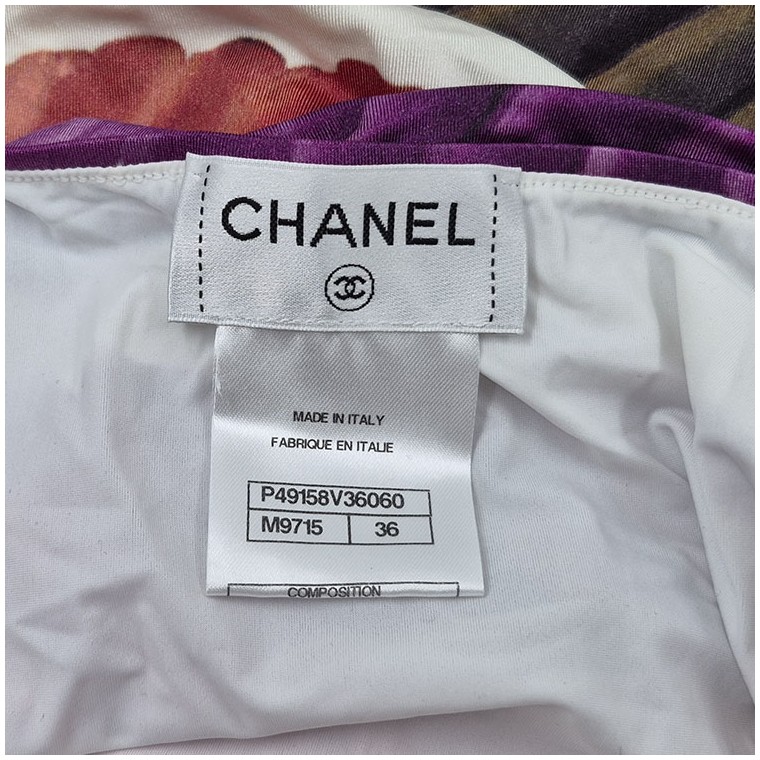 CHANEL
MADE IN ITALY
FABRIQUE EN ITALIE
P49158V36060
M9715 36
COMPOSITION